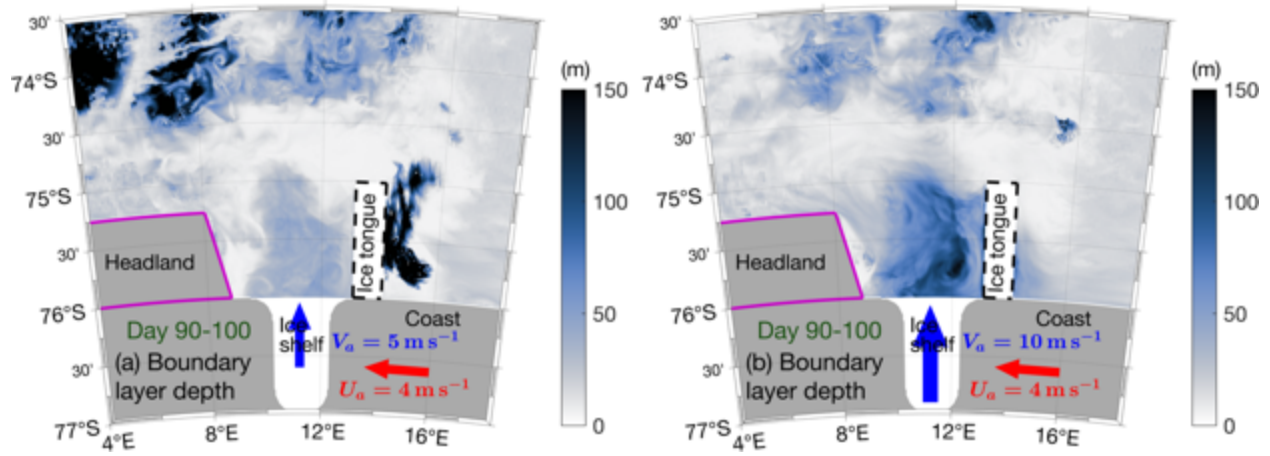 30'
74°S
30'
75°S
30'
76°S
30'
77°S
4°E
8°E
12°E
16°E
Headland
Ice tongue
Ice
shelf
Coast
Day 90-100
(a) Boundary
layer depth
V_a = 5 m s⁻¹
U_a = 4 m s⁻¹
(m)
150
100
50
0
30'
74°S
30'
75°S
30'
76°S
30'
77°S
4°E
8°E
12°E
16°E
Headland
Ice tongue
Ice
shelf
Coast
Day 90-100
(b) Boundary
layer depth
V_a = 10 m s⁻¹
U_a = 4 m s⁻¹
(m)
150
100
50
0